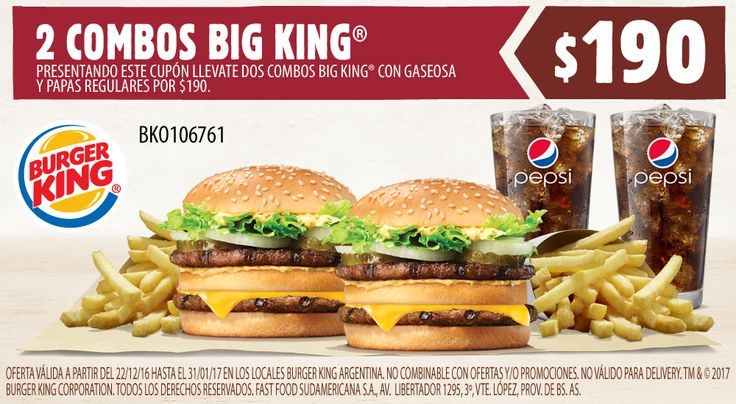 2 COMBOS BIG KING®
PRESENTANDO ESTE CUPÓN LLEVATE DOS COMBOS BIG KING® CON GASEOSA
Y PAPAS REGULARES POR $190.
$190
BKO106761
BURGER
KING®
pepsi
pepsi
OFERTA VÁLIDA A PARTIR DEL 22/12/16 HASTA EL 31/01/17 EN LOS LOCALES BURGER KING ARGENTINA. NO COMBINABLE CON OFERTAS Y/O PROMOCIONES. NO VÁLIDO PARA DELIVERY. TM & © 2017
BURGER KING CORPORATION. TODOS LOS DERECHOS RESERVADOS. FAST FOOD SUDAMERICANA S.A., AV. LIBERTADOR 1295, 3º, VTE. LÓPEZ, PROV. DE BS. AS.